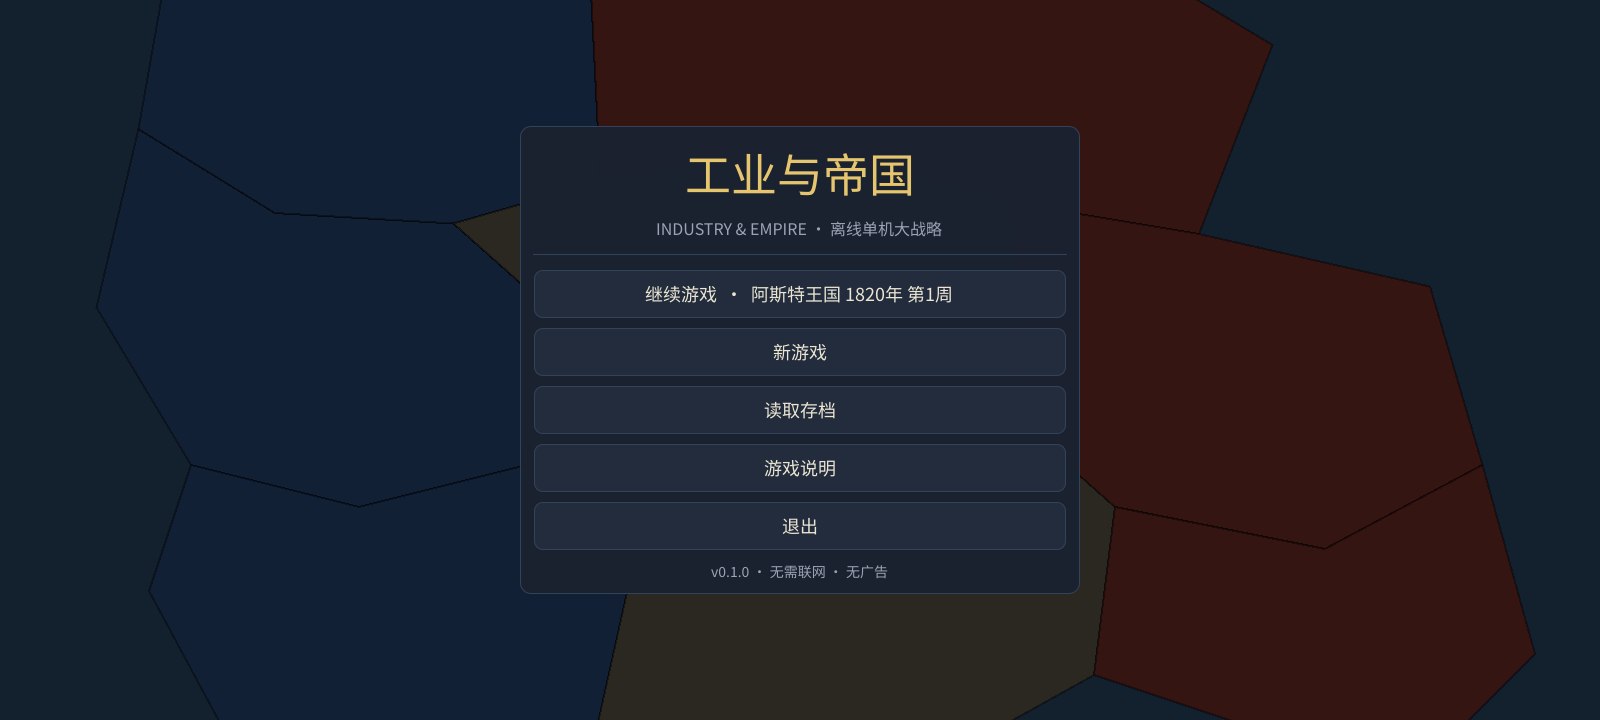 工业与帝国
INDUSTRY & EMPIRE · 离线单机大战略
继续游戏 · 阿斯特王国 1820年 第1周
新游戏
读取存档
游戏说明
退出
v0.1.0 · 无需联网 · 无广告